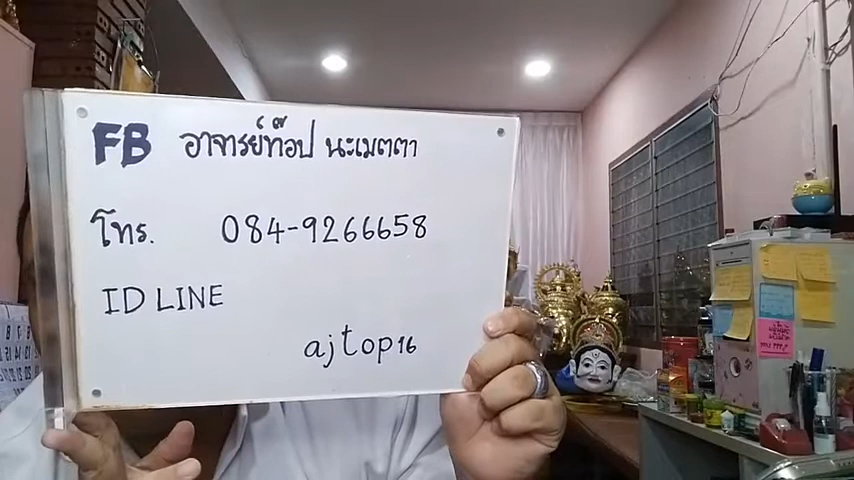 FB อาจารย์ท๊อป นะเมตตา
โทร. 084-9266658
ID LINE
ajtop16